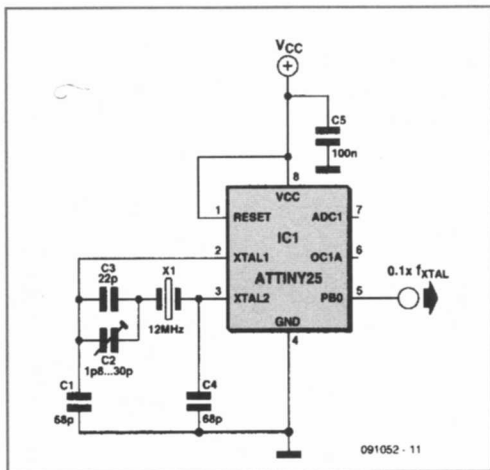 VCC
C5
100n
8
VCC
1
RESET
ADC1
7
IC1
2
XTAL1
OC1A
6
C3
22p
X1
ATTINY25
0.1x fXTAL
3
XTAL2
PB0
5
12MHz
C2
1p8...30p
GND
4
C1
68p
C4
68p
091052 - 11